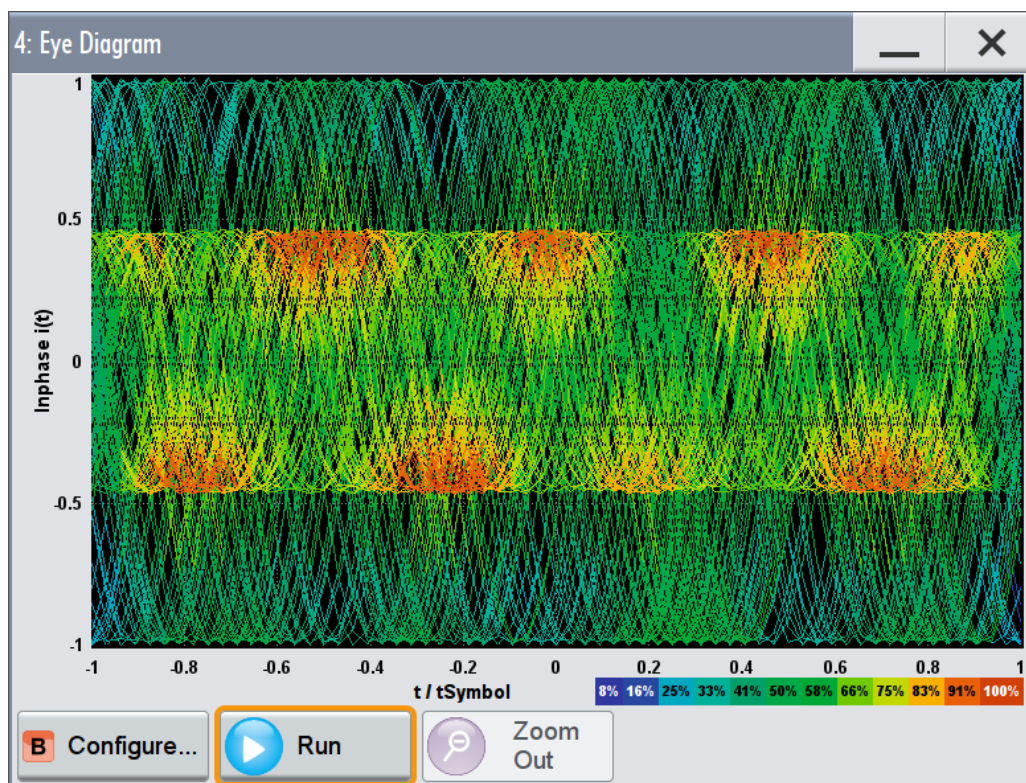 4: Eye Diagram
1
0.5
0
-0.5
-1
Inphase i(t)
-1 -0.8 -0.6 -0.4 -0.2 0 0.2 0.4 0.6 0.8 1
t / tSymbol
8% 16% 25% 33% 41% 50% 58% 66% 75% 83% 91% 100%
B Configure...
Run
Zoom
Out